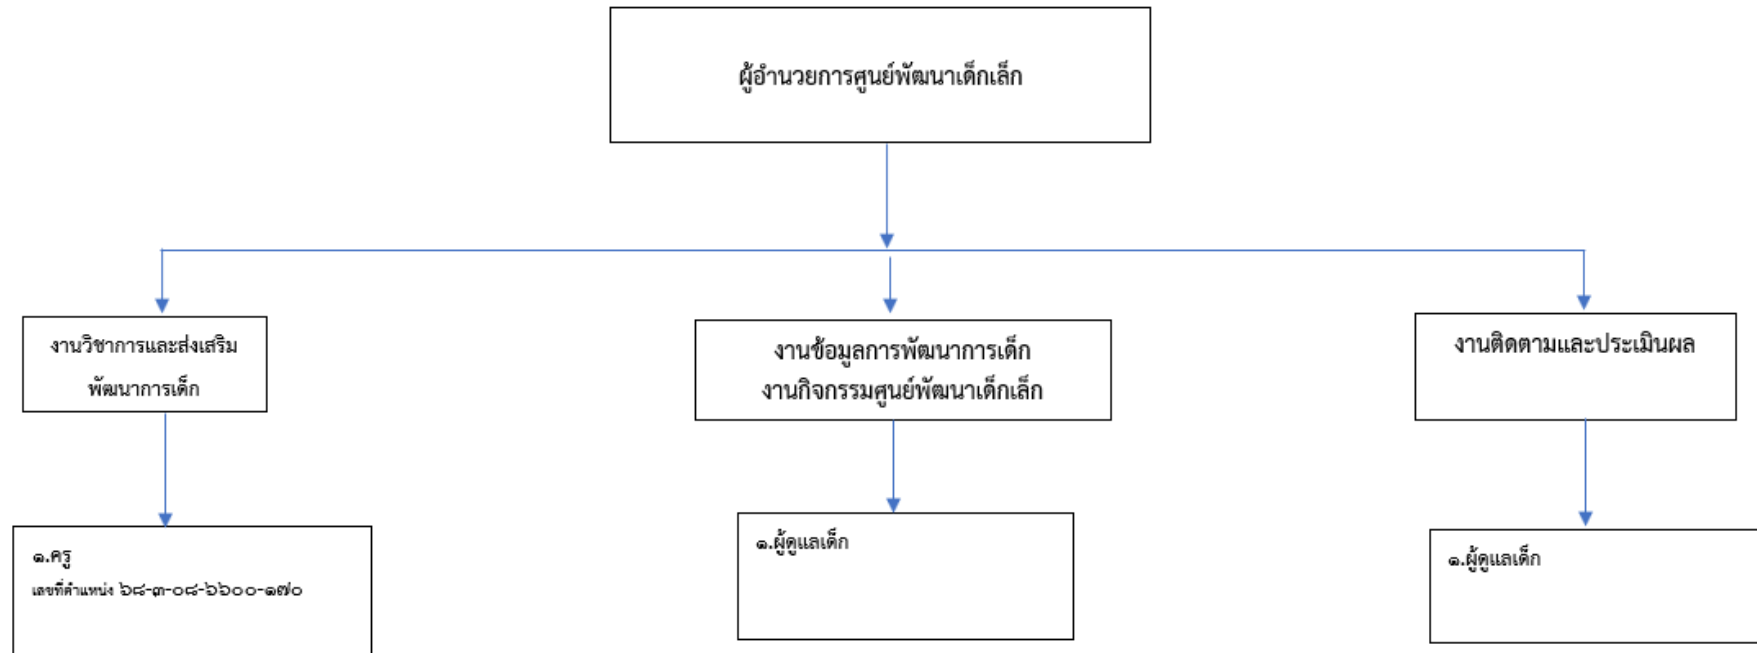 ผู้อำนวยการศูนย์พัฒนาเด็กเล็ก
งานวิชาการและส่งเสริม
พัฒนาการเด็ก
งานข้อมูลการพัฒนาการเด็ก
งานกิจกรรมศูนย์พัฒนาเด็กเล็ก
งานติดตามและประเมินผล
๑.ครู
เลขที่ตำแหน่ง ๖๘-๓-๐๘-๖๖๐๐-๑๗๐
๑.ผู้ดูแลเด็ก
๑.ผู้ดูแลเด็ก